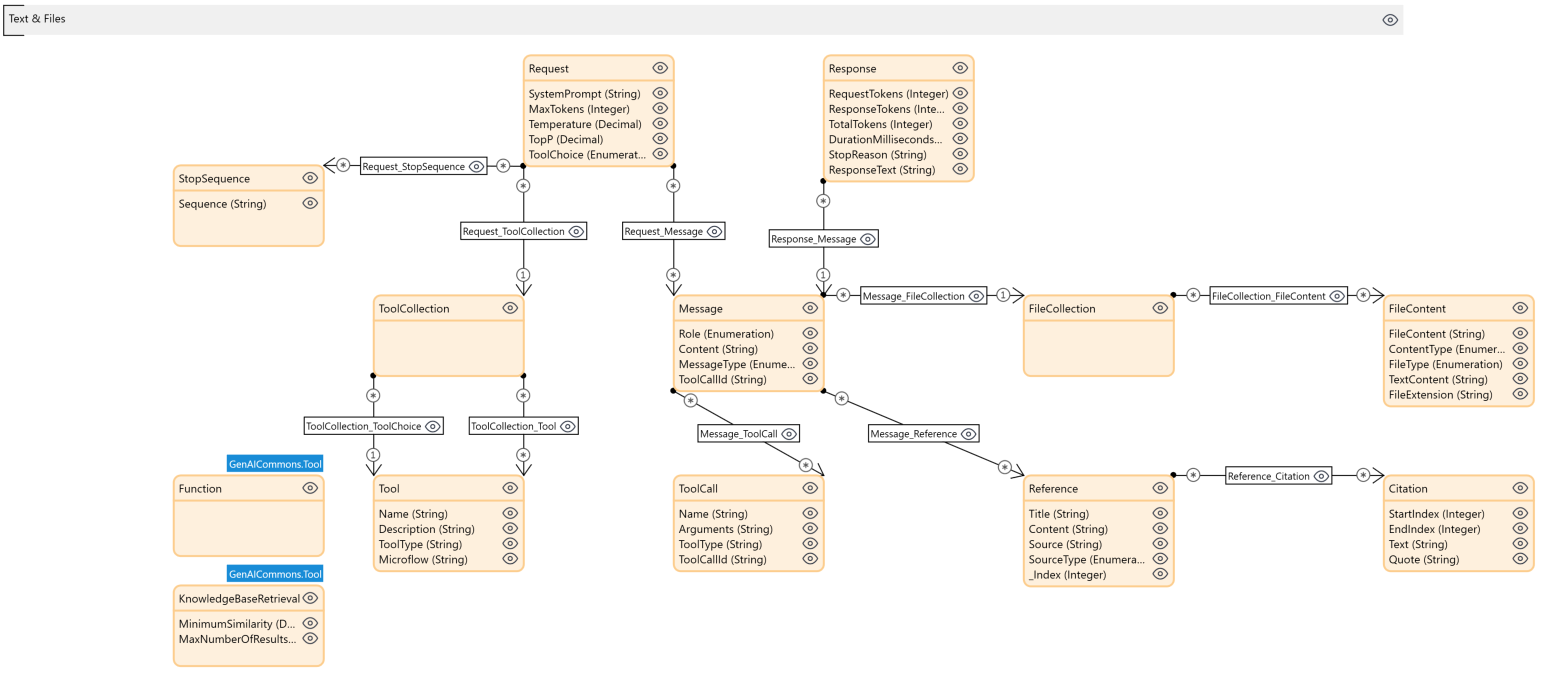 Text & Files
Request
SystemPrompt (String)
MaxTokens (Integer)
Temperature (Decimal)
TopP (Decimal)
ToolChoice (Enumerat...
Response
RequestTokens (Integer)
ResponseTokens (Inte...
TotalTokens (Integer)
DurationMilliseconds...
StopReason (String)
ResponseText (String)
* Request_StopSequence *
StopSequence
Sequence (String)
*
Request_ToolCollection
1
*
Request_Message
*
*
Response_Message
1
ToolCollection
Message
Role (Enumeration)
Content (String)
MessageType (Enume...
ToolCallId (String)
* Message_FileCollection 1
FileCollection
* FileCollection_FileContent *
FileContent
FileContent (String)
ContentType (Enumer...
FileType (Enumeration)
TextContent (String)
FileExtension (String)
*
ToolCollection_ToolChoice
1
*
ToolCollection_Tool
*
*
Message_ToolCall
*
*
Message_Reference
*
GenAICommons.Tool
Function
Tool
Name (String)
Description (String)
ToolType (String)
Microflow (String)
ToolCall
Name (String)
Arguments (String)
ToolType (String)
ToolCallId (String)
Reference
Title (String)
Content (String)
Source (String)
SourceType (Enumera...
_Index (Integer)
* Reference_Citation *
Citation
StartIndex (Integer)
EndIndex (Integer)
Text (String)
Quote (String)
GenAICommons.Tool
KnowledgeBaseRetrieval
MinimumSimilarity (D...
MaxNumberOfResults...